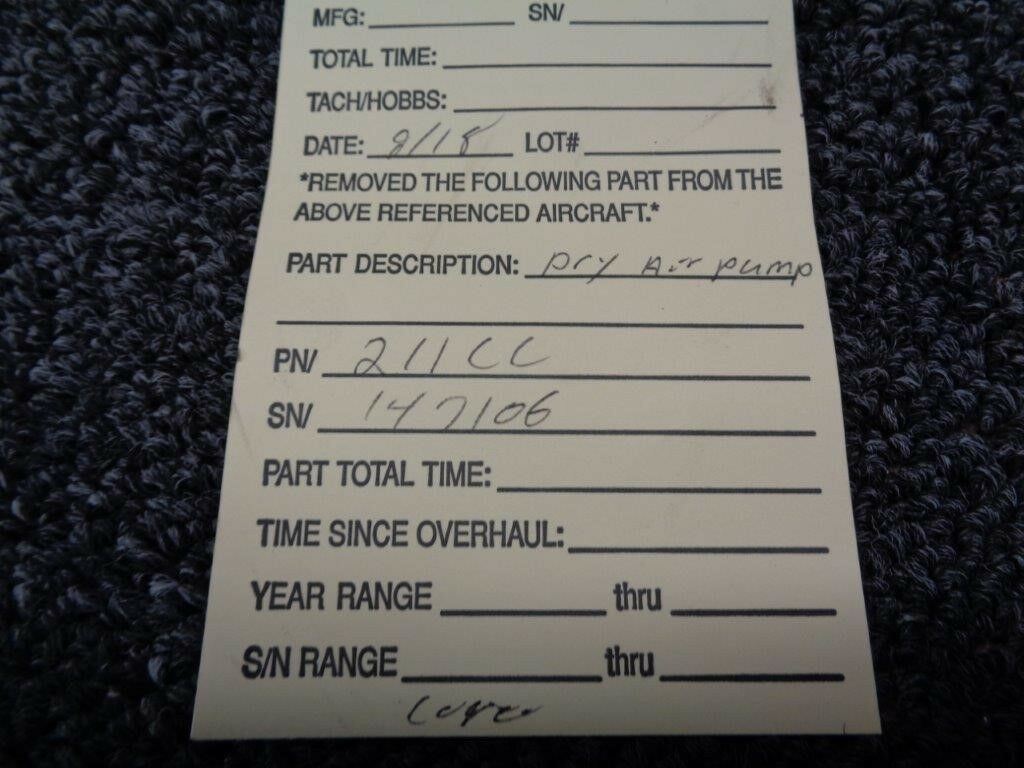 MFG: SN/
TOTAL TIME:
TACH/HOBBS:
DATE: 8/18 LOT#
*REMOVED THE FOLLOWING PART FROM THE
ABOVE REFERENCED AIRCRAFT.*
PART DESCRIPTION: Dry Air pump
PN/ 211CC
SN/ 147106
PART TOTAL TIME:
TIME SINCE OVERHAUL:
YEAR RANGE thru
S/N RANGE thru